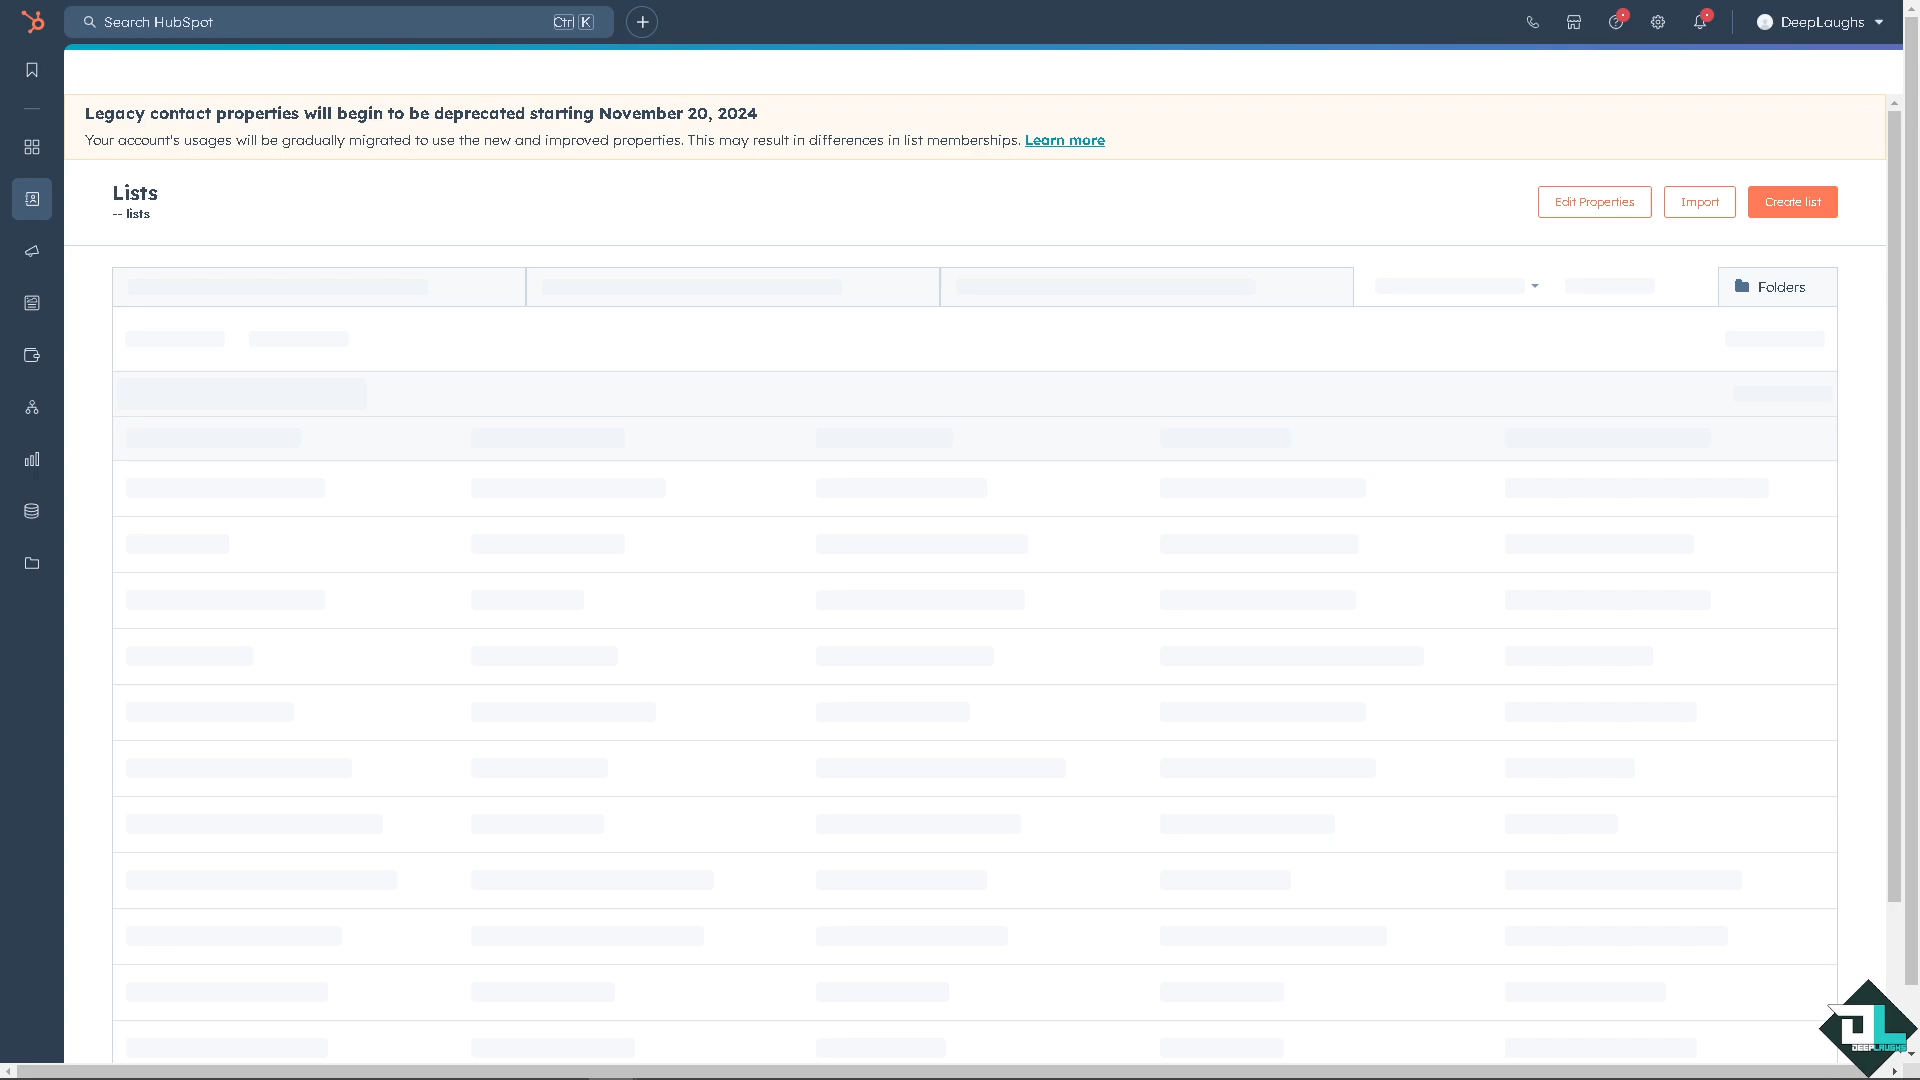 Search HubSpot
Ctrl K
DeepLaughs
Legacy contact properties will begin to be deprecated starting November 20, 2024
Your account's usages will be gradually migrated to use the new and improved properties. This may result in differences in list memberships. Learn more
Lists
-- lists
Edit Properties
Import
Create list
Folders
DEEPLAUGHS